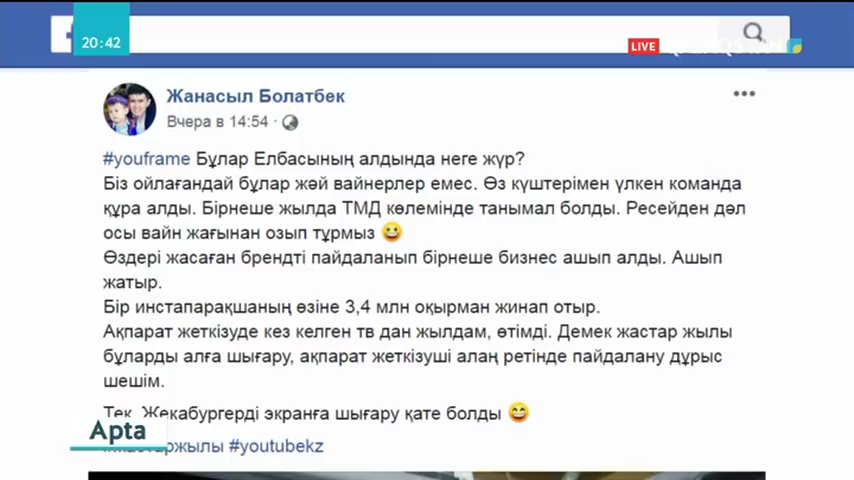 20:42
LIVE
Жанасыл Болатбек
Вчера в 14:54 ·
#youframe Бұлар Елбасының алдында неге жүр?
Біз ойлағандай бұлар жәй вайнерлер емес. Өз күштерімен үлкен команда
құра алды. Бірнеше жылда ТМД көлемінде танымал болды. Ресейден дәл
осы вайн жағынан озып тұрмыз 😀
Өздері жасаған брендті пайдаланып бірнеше бизнес ашып алды. Ашып
жатыр.
Бір инстапарақшаның өзіне 3,4 млн оқырман жинап отыр.
Ақпарат жеткізуде кез келген тв дан жылдам, өтімді. Демек жастар жылы
бұларды алға шығару, ақпарат жеткізуші алаң ретінде пайдалану дұрыс
шешім.
Тек, Жекабургерді экранға шығару қате болды 😄
Apta
#жастаржылы #youtubekz